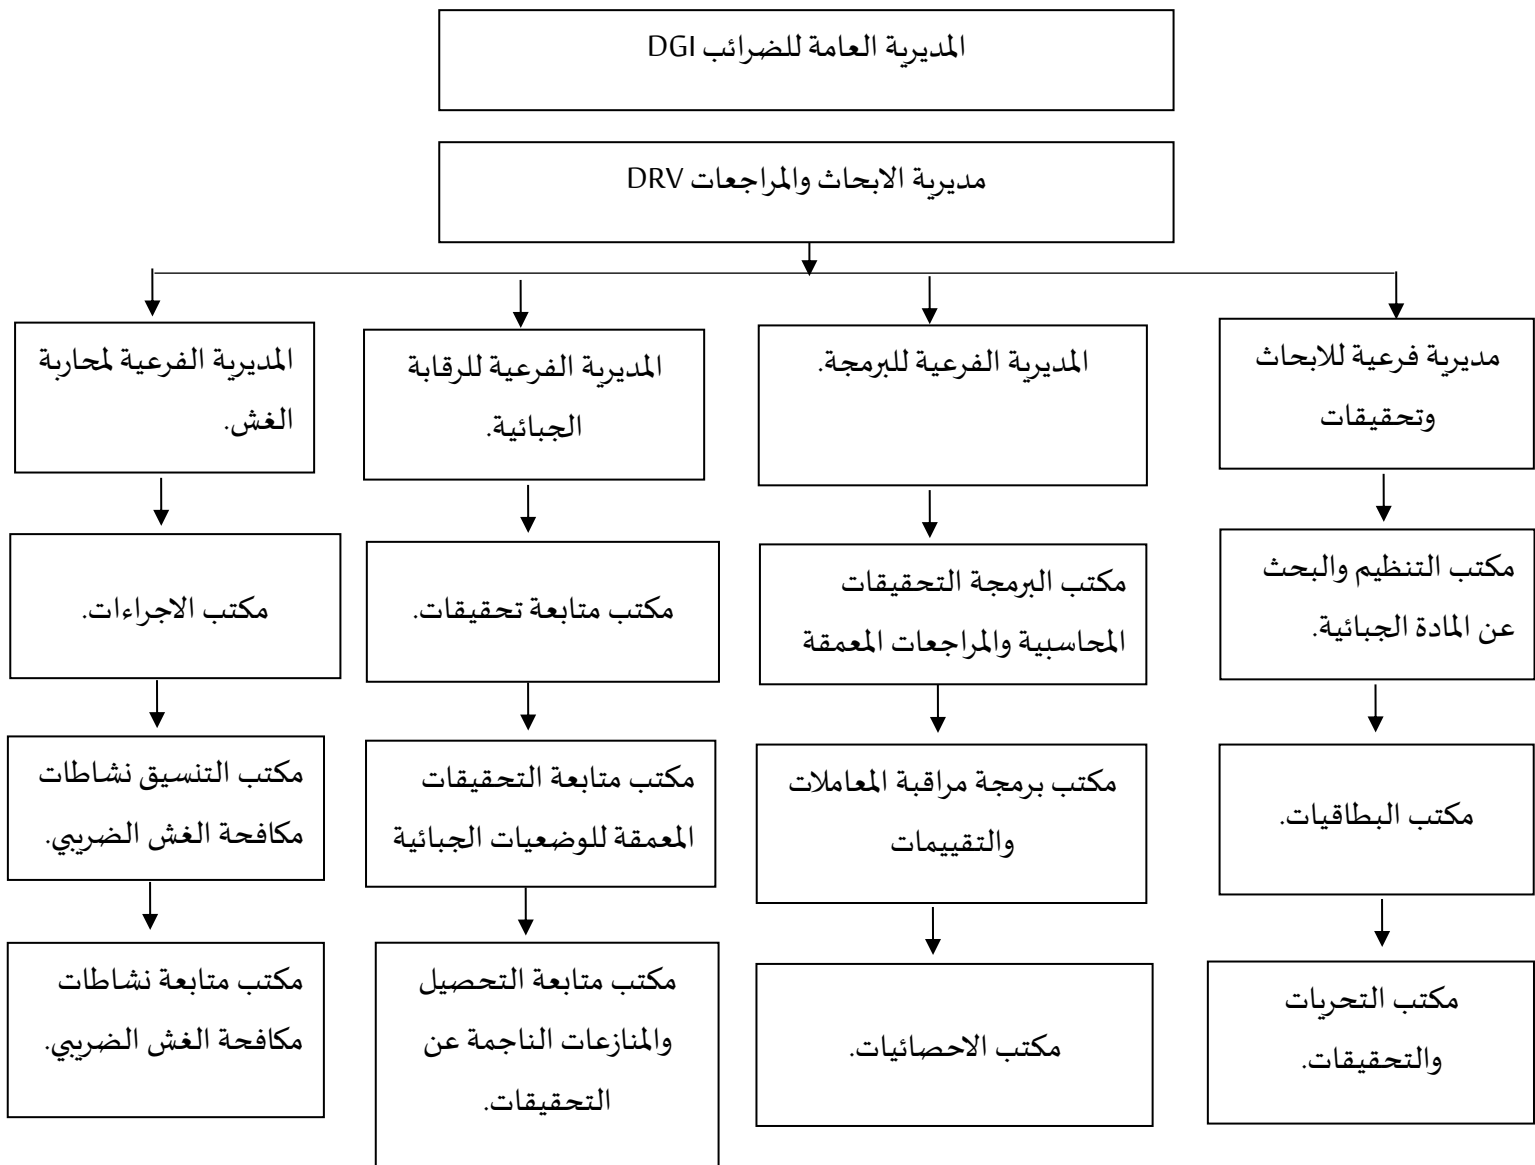 المديرية العامة للضرائب DGI
مديرية الابحاث والمراجعات DRV
مديرية فرعية للابحاث
وتحقيقات
المديرية الفرعية للبرمجة.
المديرية الفرعية للرقابة
الجبائية.
المديرية الفرعية لمحاربة
الغش.
مكتب التنظيم والبحث
عن المادة الجبائية.
مكتب البرمجة التحقيقات
المحاسبية والمراجعات المعمقة
مكتب متابعة تحقيقات.
مكتب الاجراءات.
مكتب البطاقيات.
مكتب برمجة مراقبة المعاملات
والتقييمات
مكتب متابعة التحقيقات
المعمقة للوضعيات الجبائية
مكتب التنسيق نشاطات
مكافحة الغش الضريبي.
مكتب التحريات
والتحقيقات.
مكتب الاحصائيات.
مكتب متابعة التحصيل
والمنازعات الناجمة عن
التحقيقات.
مكتب متابعة نشاطات
مكافحة الغش الضريبي.